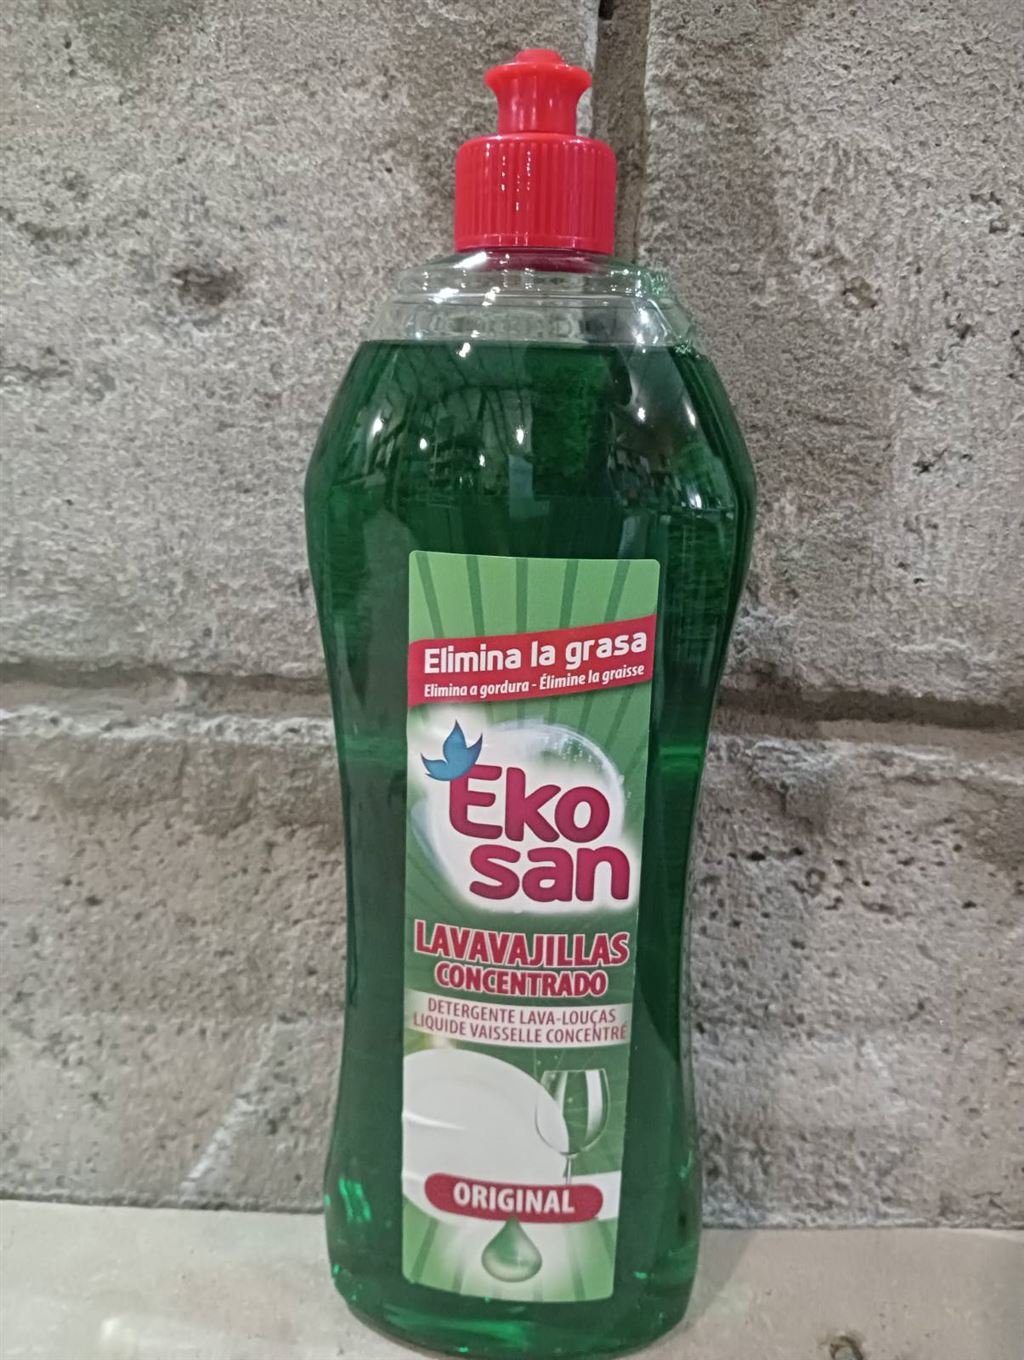 Elimina la grasa
Elimina a gordura - Élimine la graisse
Eko
san
LAVAVAJILLAS
CONCENTRADO
DETERGENTE LAVA-LOUÇAS
LIQUIDE VAISSELLE CONCENTRÉ
ORIGINAL